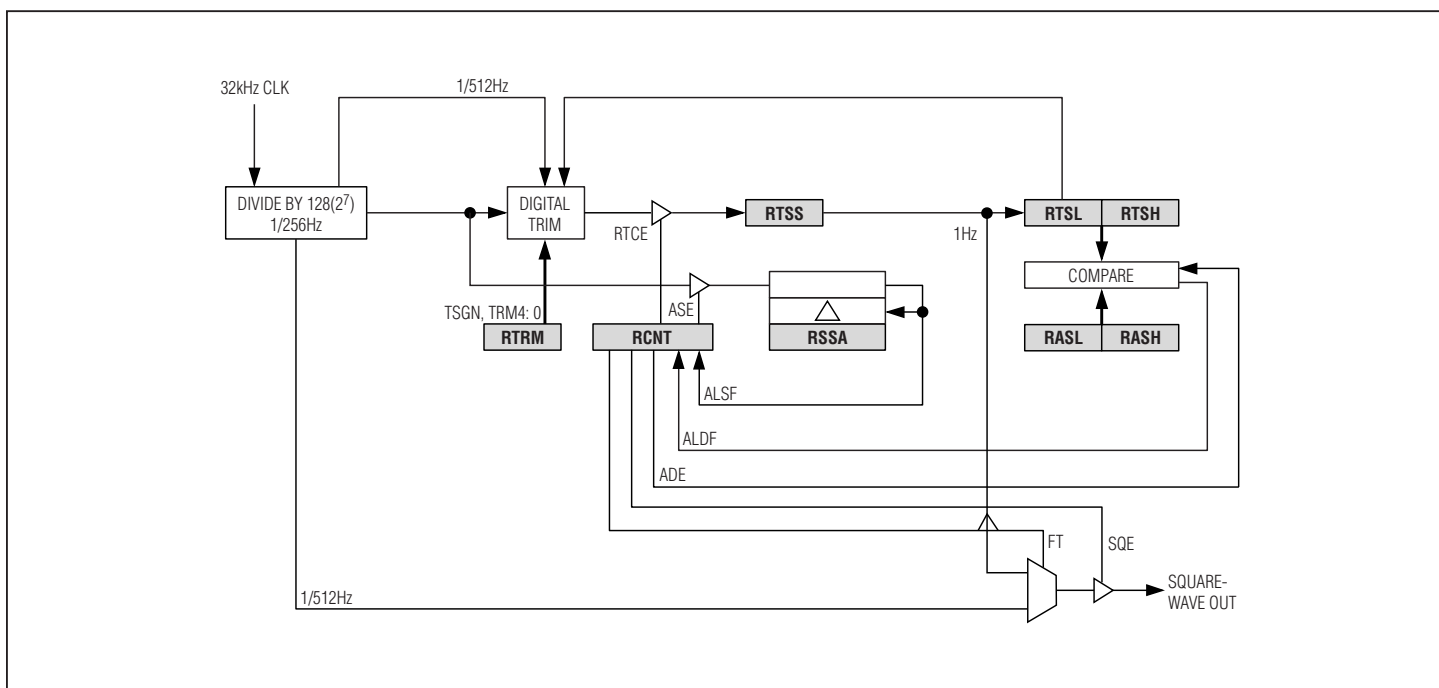 32kHz CLK
1/512Hz
DIVIDE BY 128(2⁷)
1/256Hz
DIGITAL
TRIM
RTCE
RTSS
1Hz
RTSL
RTSH
COMPARE
TSGN, TRM4: 0
RTRM
ASE
RCNT
RSSA
RASL
RASH
ALSF
ALDF
ADE
FT
SQE
1/512Hz
SQUARE-
WAVE OUT